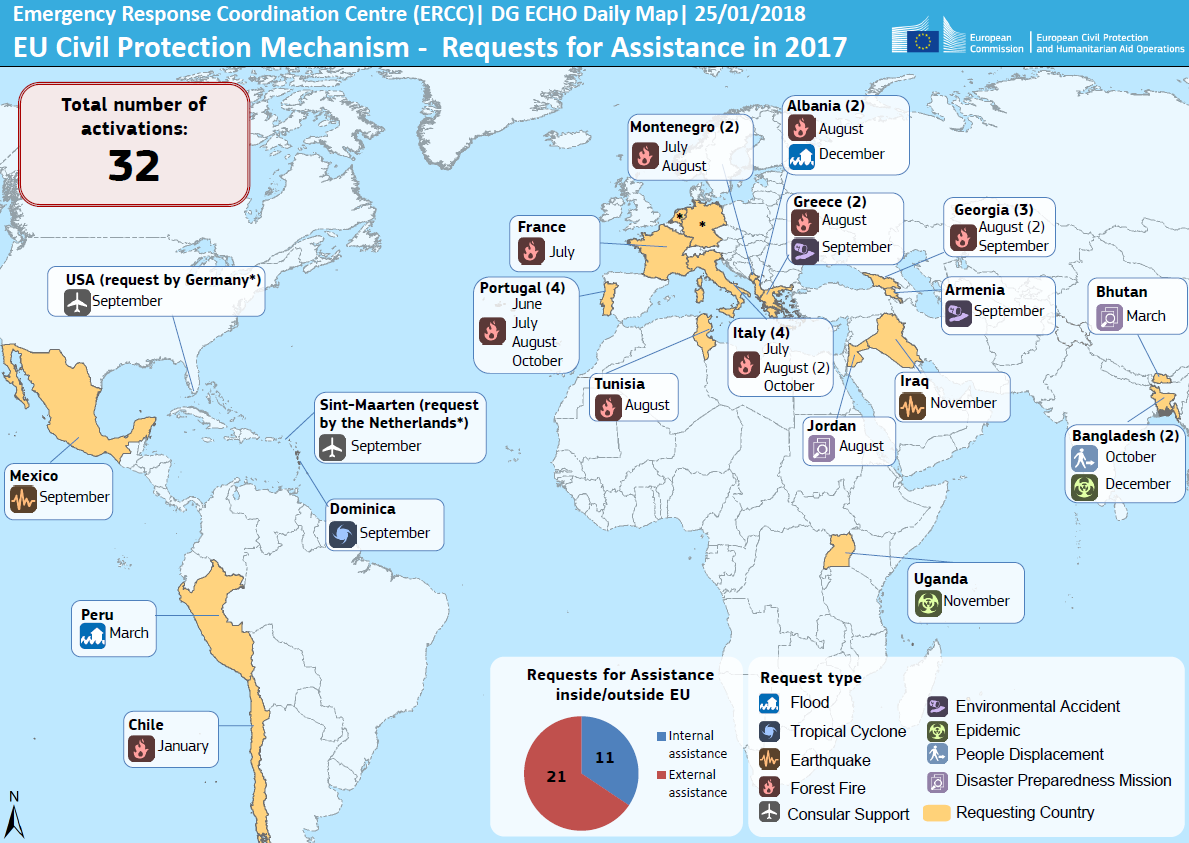 Emergency Response Coordination Centre (ERCC)| DG ECHO Daily Map| 25/01/2018
EU Civil Protection Mechanism - Requests for Assistance in 2017
European
Commission
European Civil Protection
and Humanitarian Aid Operations
Total number of
activations:
32
Albania (2)
August
December
Montenegro (2)
July
August
Greece (2)
August
September
Georgia (3)
August (2)
September
France
July
USA (request by Germany*)
September
Portugal (4)
June
July
August
October
Armenia
September
Bhutan
March
Italy (4)
July
August (2)
October
Tunisia
August
Iraq
November
Sint-Maarten (request
by the Netherlands*)
September
Jordan
August
Bangladesh (2)
October
December
Mexico
September
Dominica
September
Uganda
November
Peru
March
Chile
January
*
*
N
Requests for Assistance
inside/outside EU
11
21
Internal
assistance
External
assistance
Request type
Flood
Tropical Cyclone
Earthquake
Forest Fire
Consular Support
Environmental Accident
Epidemic
People Displacement
Disaster Preparedness Mission
Requesting Country